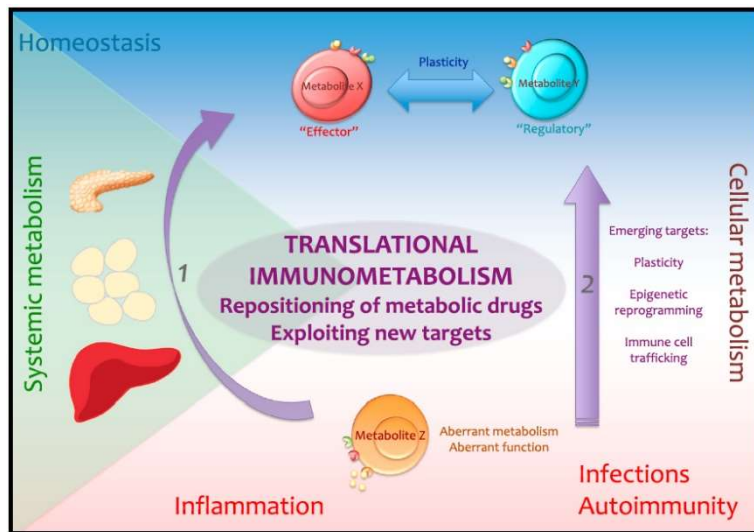 Homeostasis
Plasticity
Metabolite X
Metabolite Y
"Effector"
"Regulatory"
Systemic metabolism
1
TRANSLATIONAL
IMMUNOMETABOLISM
Repositioning of metabolic drugs
Exploiting new targets
2
Emerging targets:
Plasticity
Epigenetic
reprogramming
Immune cell
trafficking
Cellular metabolism
Metabolite Z
Aberrant metabolism
Aberrant function
Inflammation
Infections
Autoimmunity